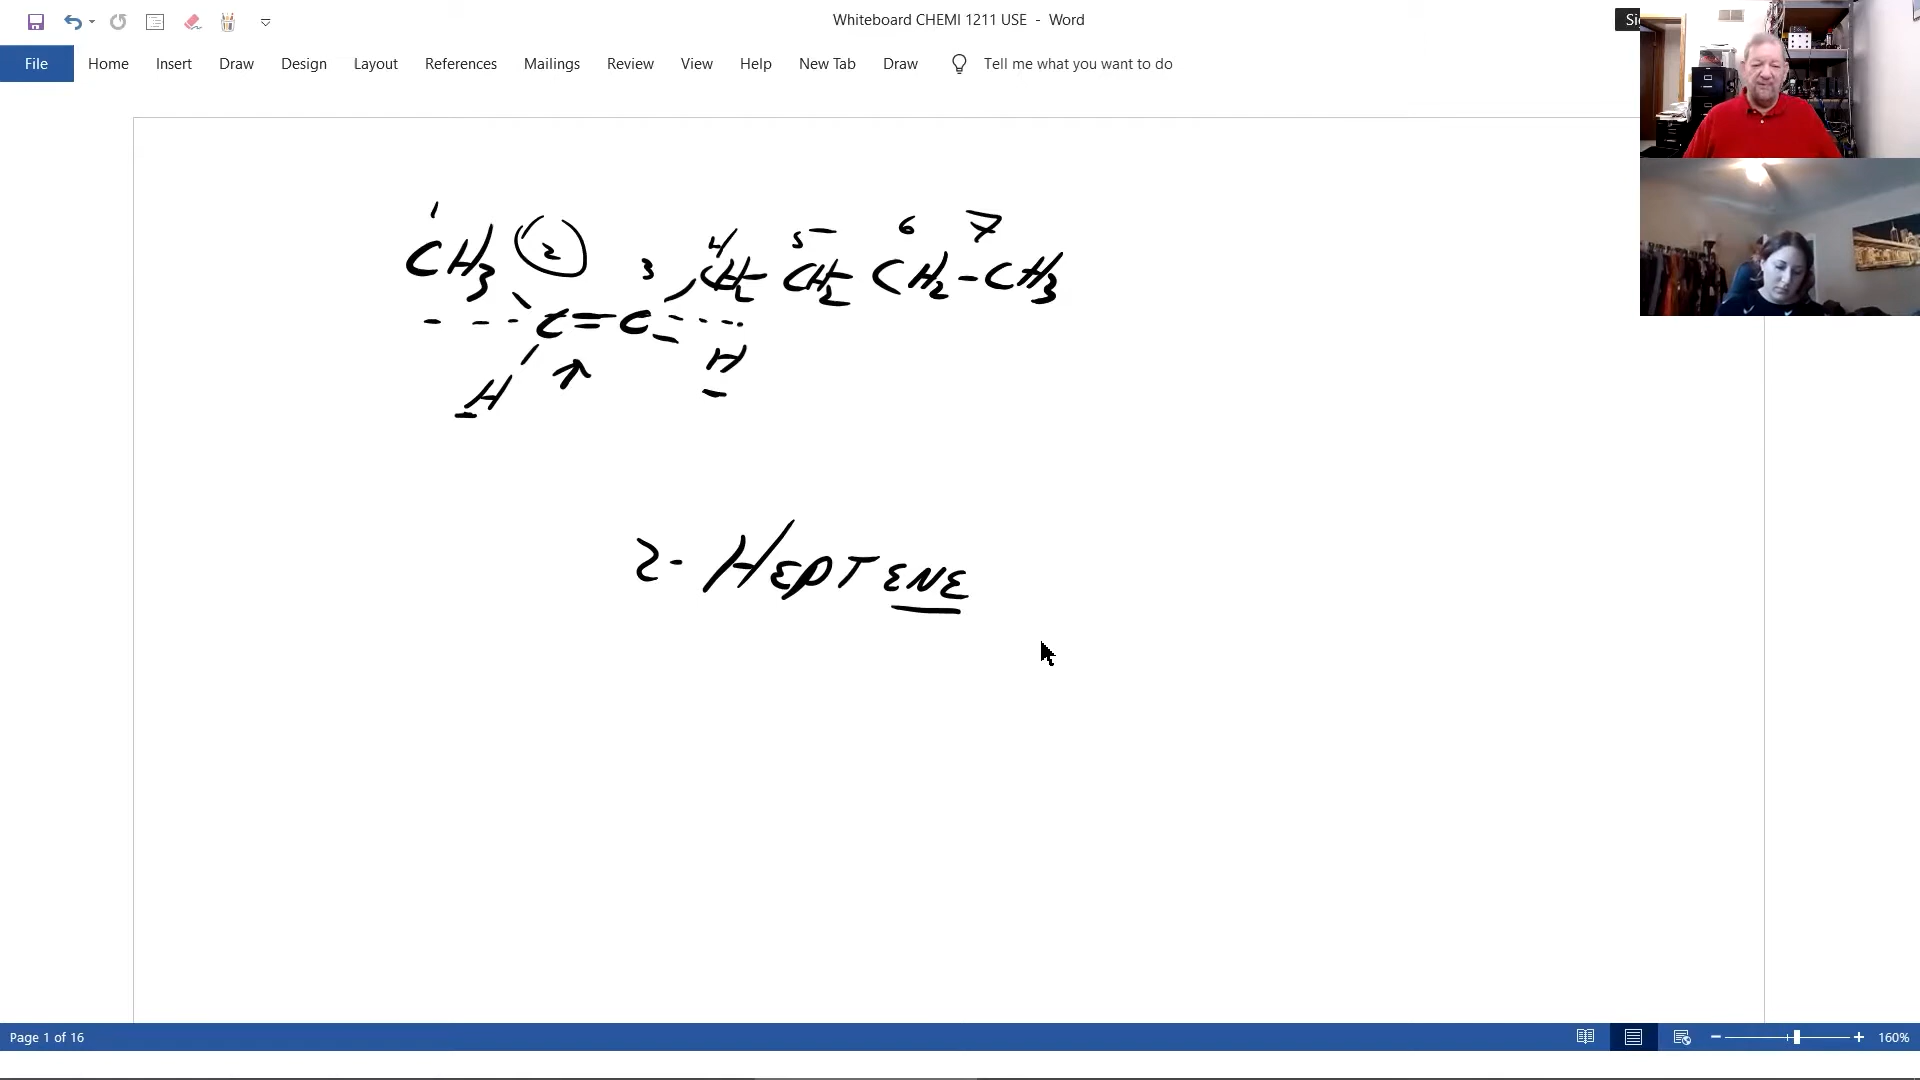 Whiteboard CHEMI 1211 USE - Word
Si
File Home Insert Draw Design Layout References Mailings Review View Help New Tab Draw Tell me what you want to do
1 2 3 4 5 6 7
CH3 CH2 - CH2 - CH2 - CH3
C = C
H H
2- HEPTENE
Page 1 of 16 160%